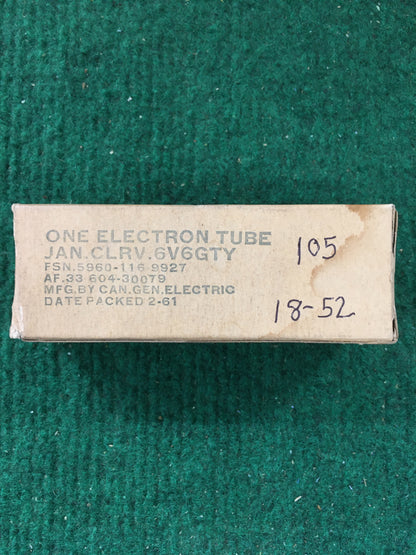 ONE ELECTRON TUBE
JAN.CLRV.6V6GTY
FSN.5960-116-9927
AF.33 604-30079
MFG.BY CAN.GEN.ELECTRIC
DATE PACKED 2-61
105
18-52